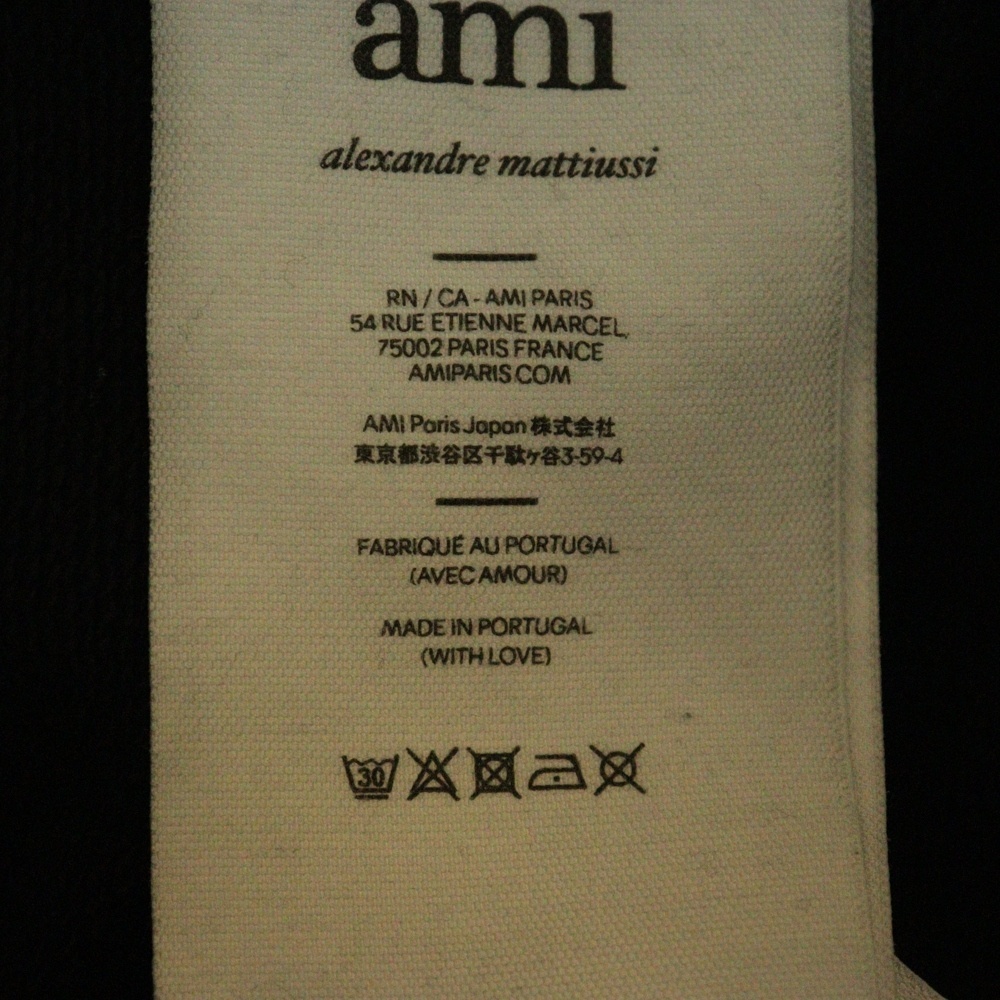 ami
alexandre mattiussi
RN / CA - AMI PARIS
54 RUE ETIENNE MARCEL,
75002 PARIS FRANCE
AMIPARIS.COM
AMI Paris Japan 株式会社
東京都渋谷区千駄ヶ谷3-59-4
FABRIQUÉ AU PORTUGAL
(AVEC AMOUR)
MADE IN PORTUGAL
(WITH LOVE)
30